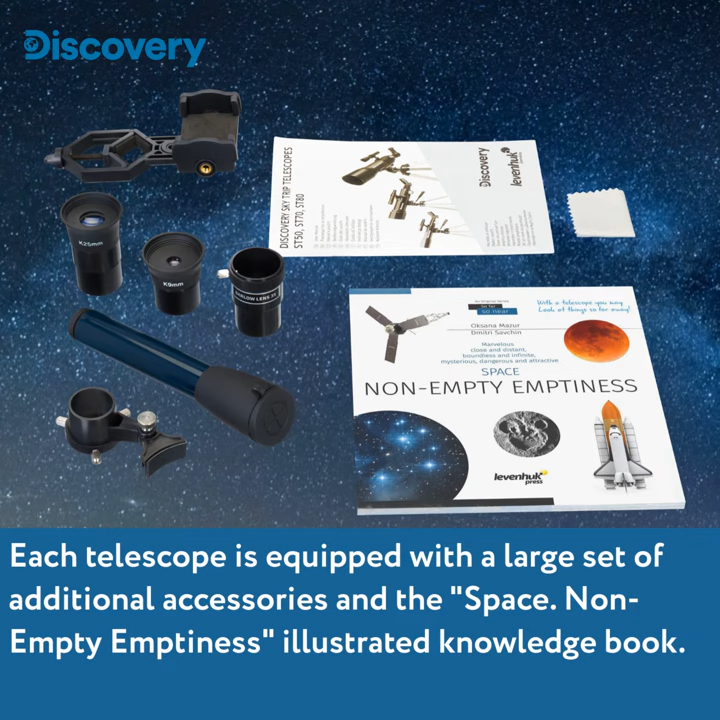 Discovery
DISCOVERY SKY TRIP TELESCOPES
ST50, ST70, ST80
Discovery
levenhuk
K25mm
K9mm
BARLOW LENS 3X
so near
With a telescope you may
Look at things so far away!
Oksana Mazur
Dmitri Savchin
Marvelous
close and distant,
boundless and infinite,
mysterious, dangerous and attractive
SPACE
NON-EMPTY EMPTINESS
levenhuk
press
Each telescope is equipped with a large set of
additional accessories and the "Space. Non-
Empty Emptiness" illustrated knowledge book.